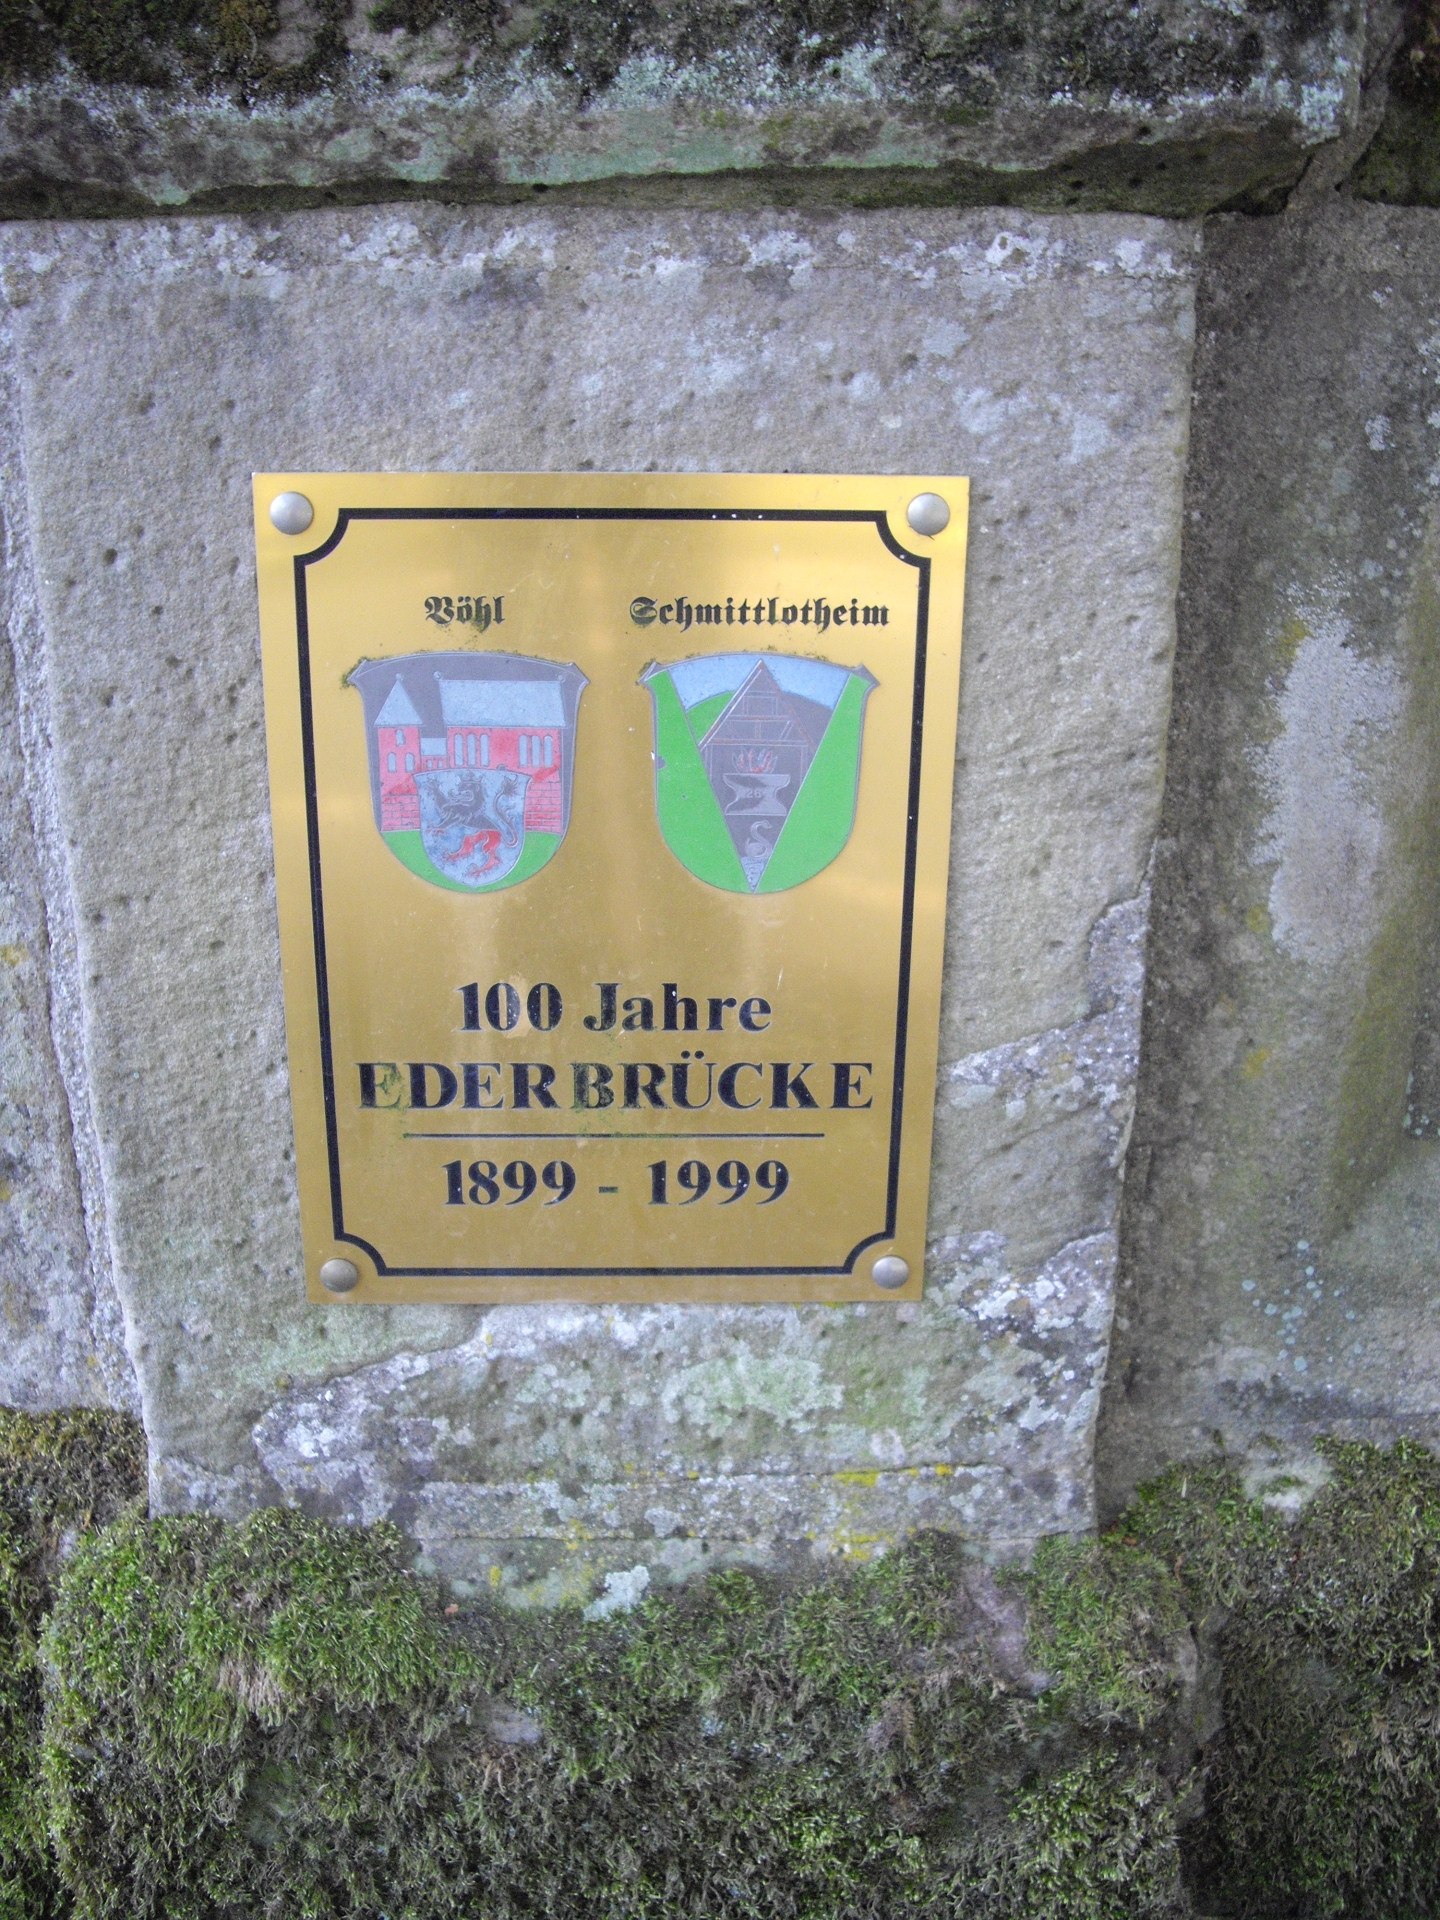 Vöhl Schmittlotheim
100 Jahre
EDERBRÜCKE
1899 - 1999